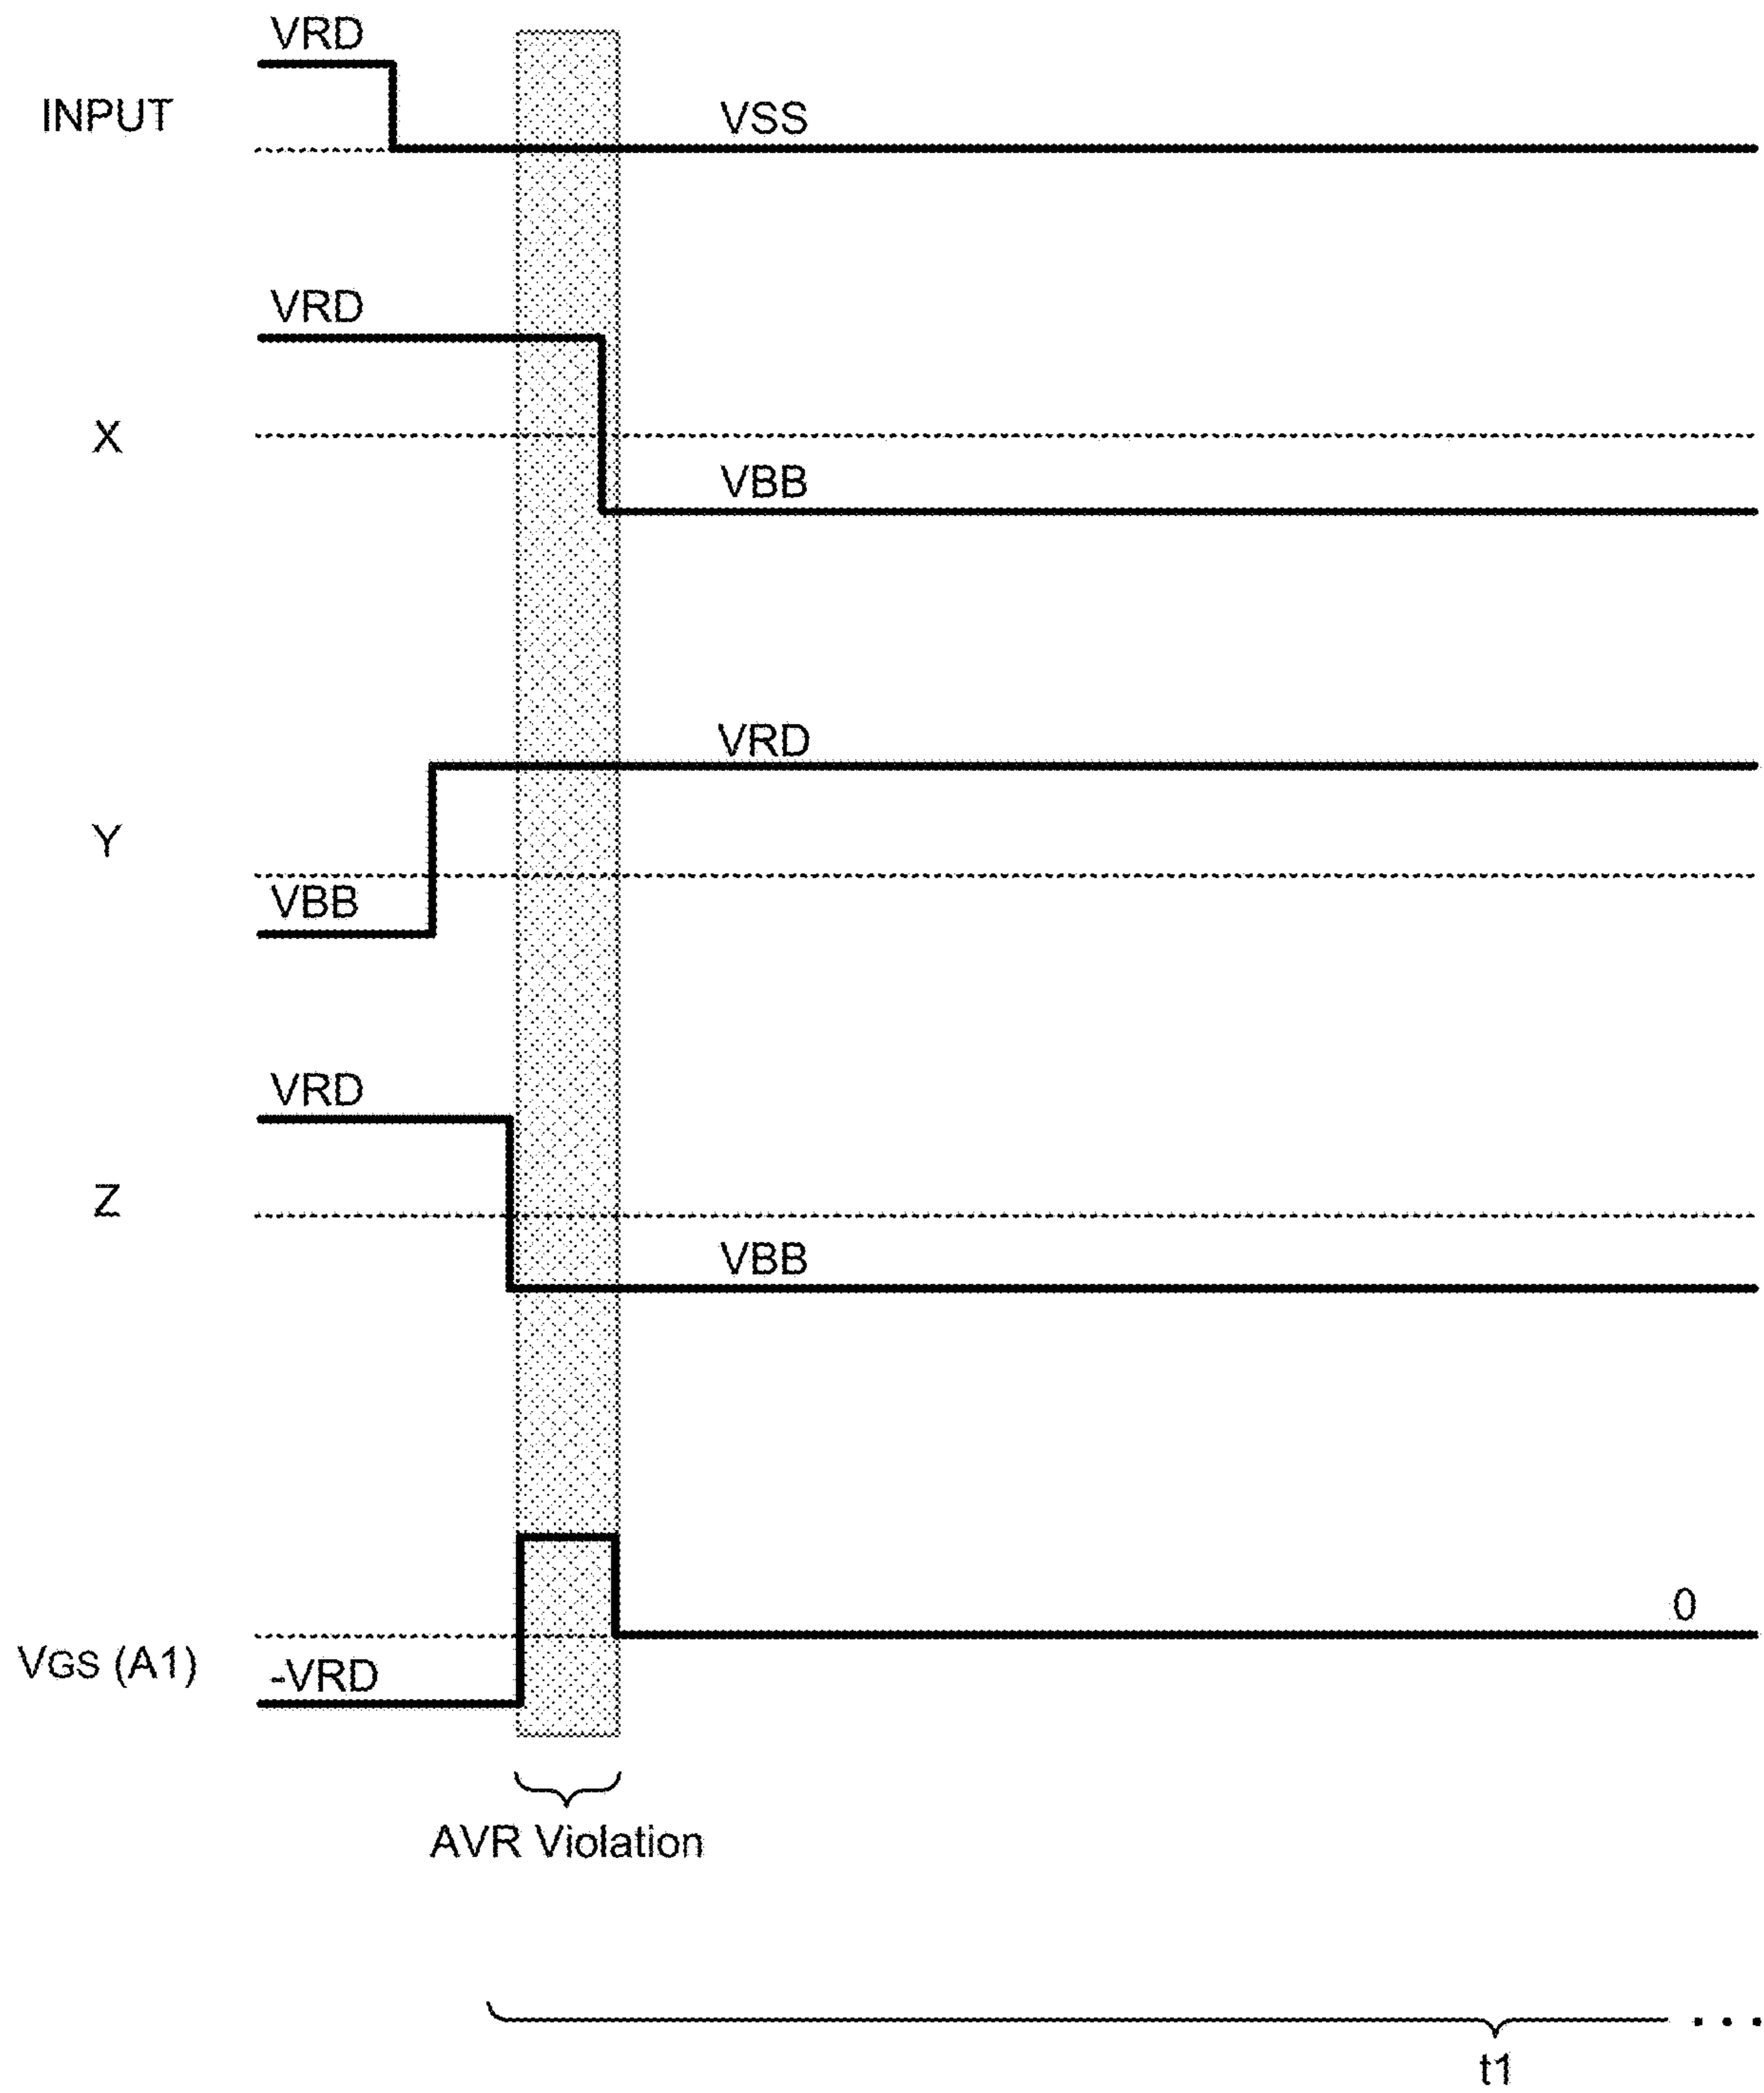 VRD
INPUT
VSS
VRD
X
VBB
VRD
Y
VBB
VRD
Z
VBB
0
VGS (A1)
-VRD
AVR Violation
t1